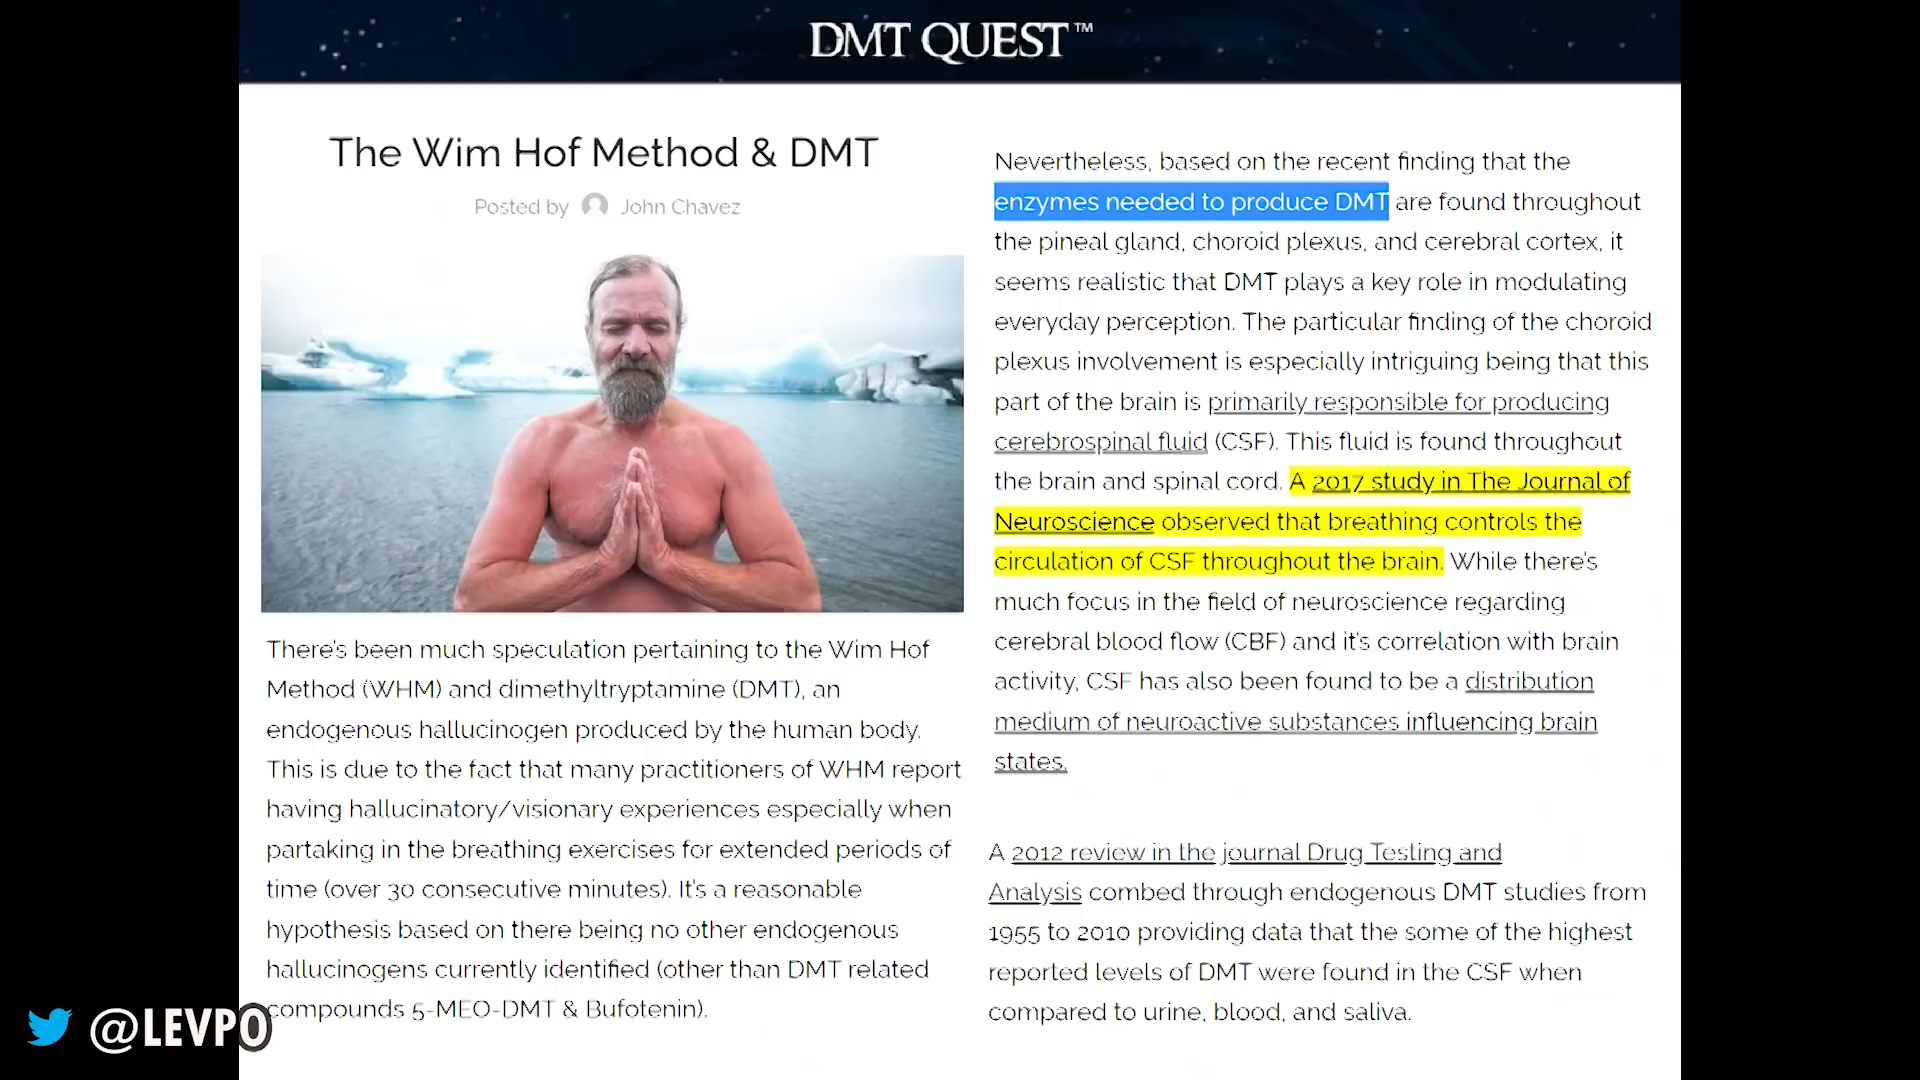 DMT QUEST™
The Wim Hof Method & DMT
Posted by John Chavez
There's been much speculation pertaining to the Wim Hof
Method (WHM) and dimethyltryptamine (DMT), an
endogenous hallucinogen produced by the human body.
This is due to the fact that many practitioners of WHM report
having hallucinatory/visionary experiences especially when
partaking in the breathing exercises for extended periods of
time (over 30 consecutive minutes). It's a reasonable
hypothesis based on there being no other endogenous
hallucinogens currently identified (other than DMT related
compounds 5-MEO-DMT & Bufotenin).
Nevertheless, based on the recent finding that the
enzymes needed to produce DMT are found throughout
the pineal gland, choroid plexus, and cerebral cortex, it
seems realistic that DMT plays a key role in modulating
everyday perception. The particular finding of the choroid
plexus involvement is especially intriguing being that this
part of the brain is primarily responsible for producing
cerebrospinal fluid (CSF). This fluid is found throughout
the brain and spinal cord. A 2017 study in The Journal of
Neuroscience observed that breathing controls the
circulation of CSF throughout the brain. While there's
much focus in the field of neuroscience regarding
cerebral blood flow (CBF) and it's correlation with brain
activity, CSF has also been found to be a distribution
medium of neuroactive substances influencing brain
states.
A 2012 review in the journal Drug Testing and
Analysis combed through endogenous DMT studies from
1955 to 2010 providing data that the some of the highest
reported levels of DMT were found in the CSF when
compared to urine, blood, and saliva.
@LEVPO